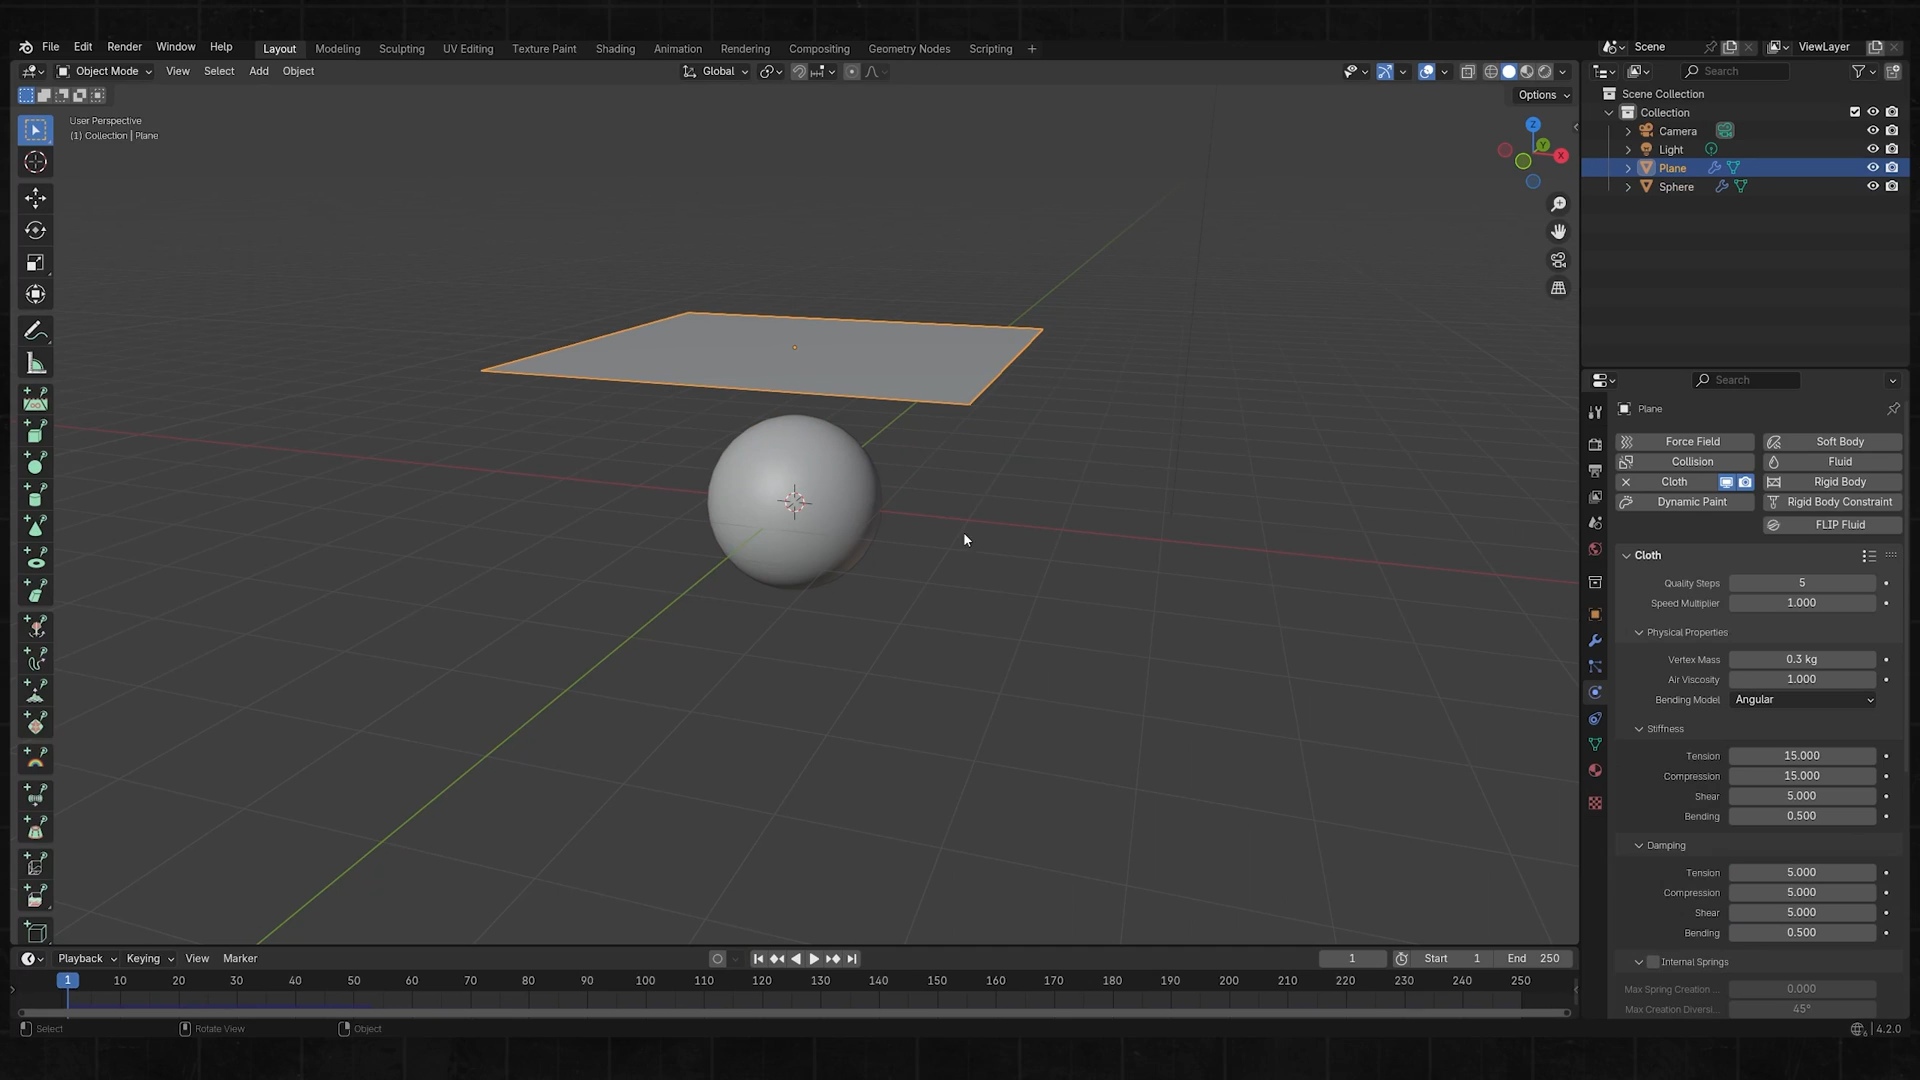 File Edit Render Window Help Layout Modeling Sculpting UV Editing Texture Paint Shading Animation Rendering Compositing Geometry Nodes Scripting + Scene ViewLayer
Object Mode View Select Add Object Global Search
Options
User Perspective
(1) Collection | Plane
Z
Y
X
Scene Collection
Collection
Camera
Light
Plane
Sphere
Search
Plane
Force Field Soft Body
Collision Fluid
Cloth Rigid Body
Dynamic Paint Rigid Body Constraint
FLIP Fluid
Cloth
Quality Steps 5
Speed Multiplier 1.000
Physical Properties
Vertex Mass 0.3 kg
Air Viscosity 1.000
Bending Model Angular
Stiffness
Tension 15.000
Compression 15.000
Shear 5.000
Bending 0.500
Damping
Tension 5.000
Compression 5.000
Shear 5.000
Bending 0.500
Internal Springs
Max Spring Creation ... 0.000
Max Creation Diversi... 45°
Playback Keying View Marker 1 Start 1 End 250
1 10 20 30 40 50 60 70 80 90 100 110 120 130 140 150 160 170 180 190 200 210 220 230 240 250
Select Rotate View Object 4.2.0